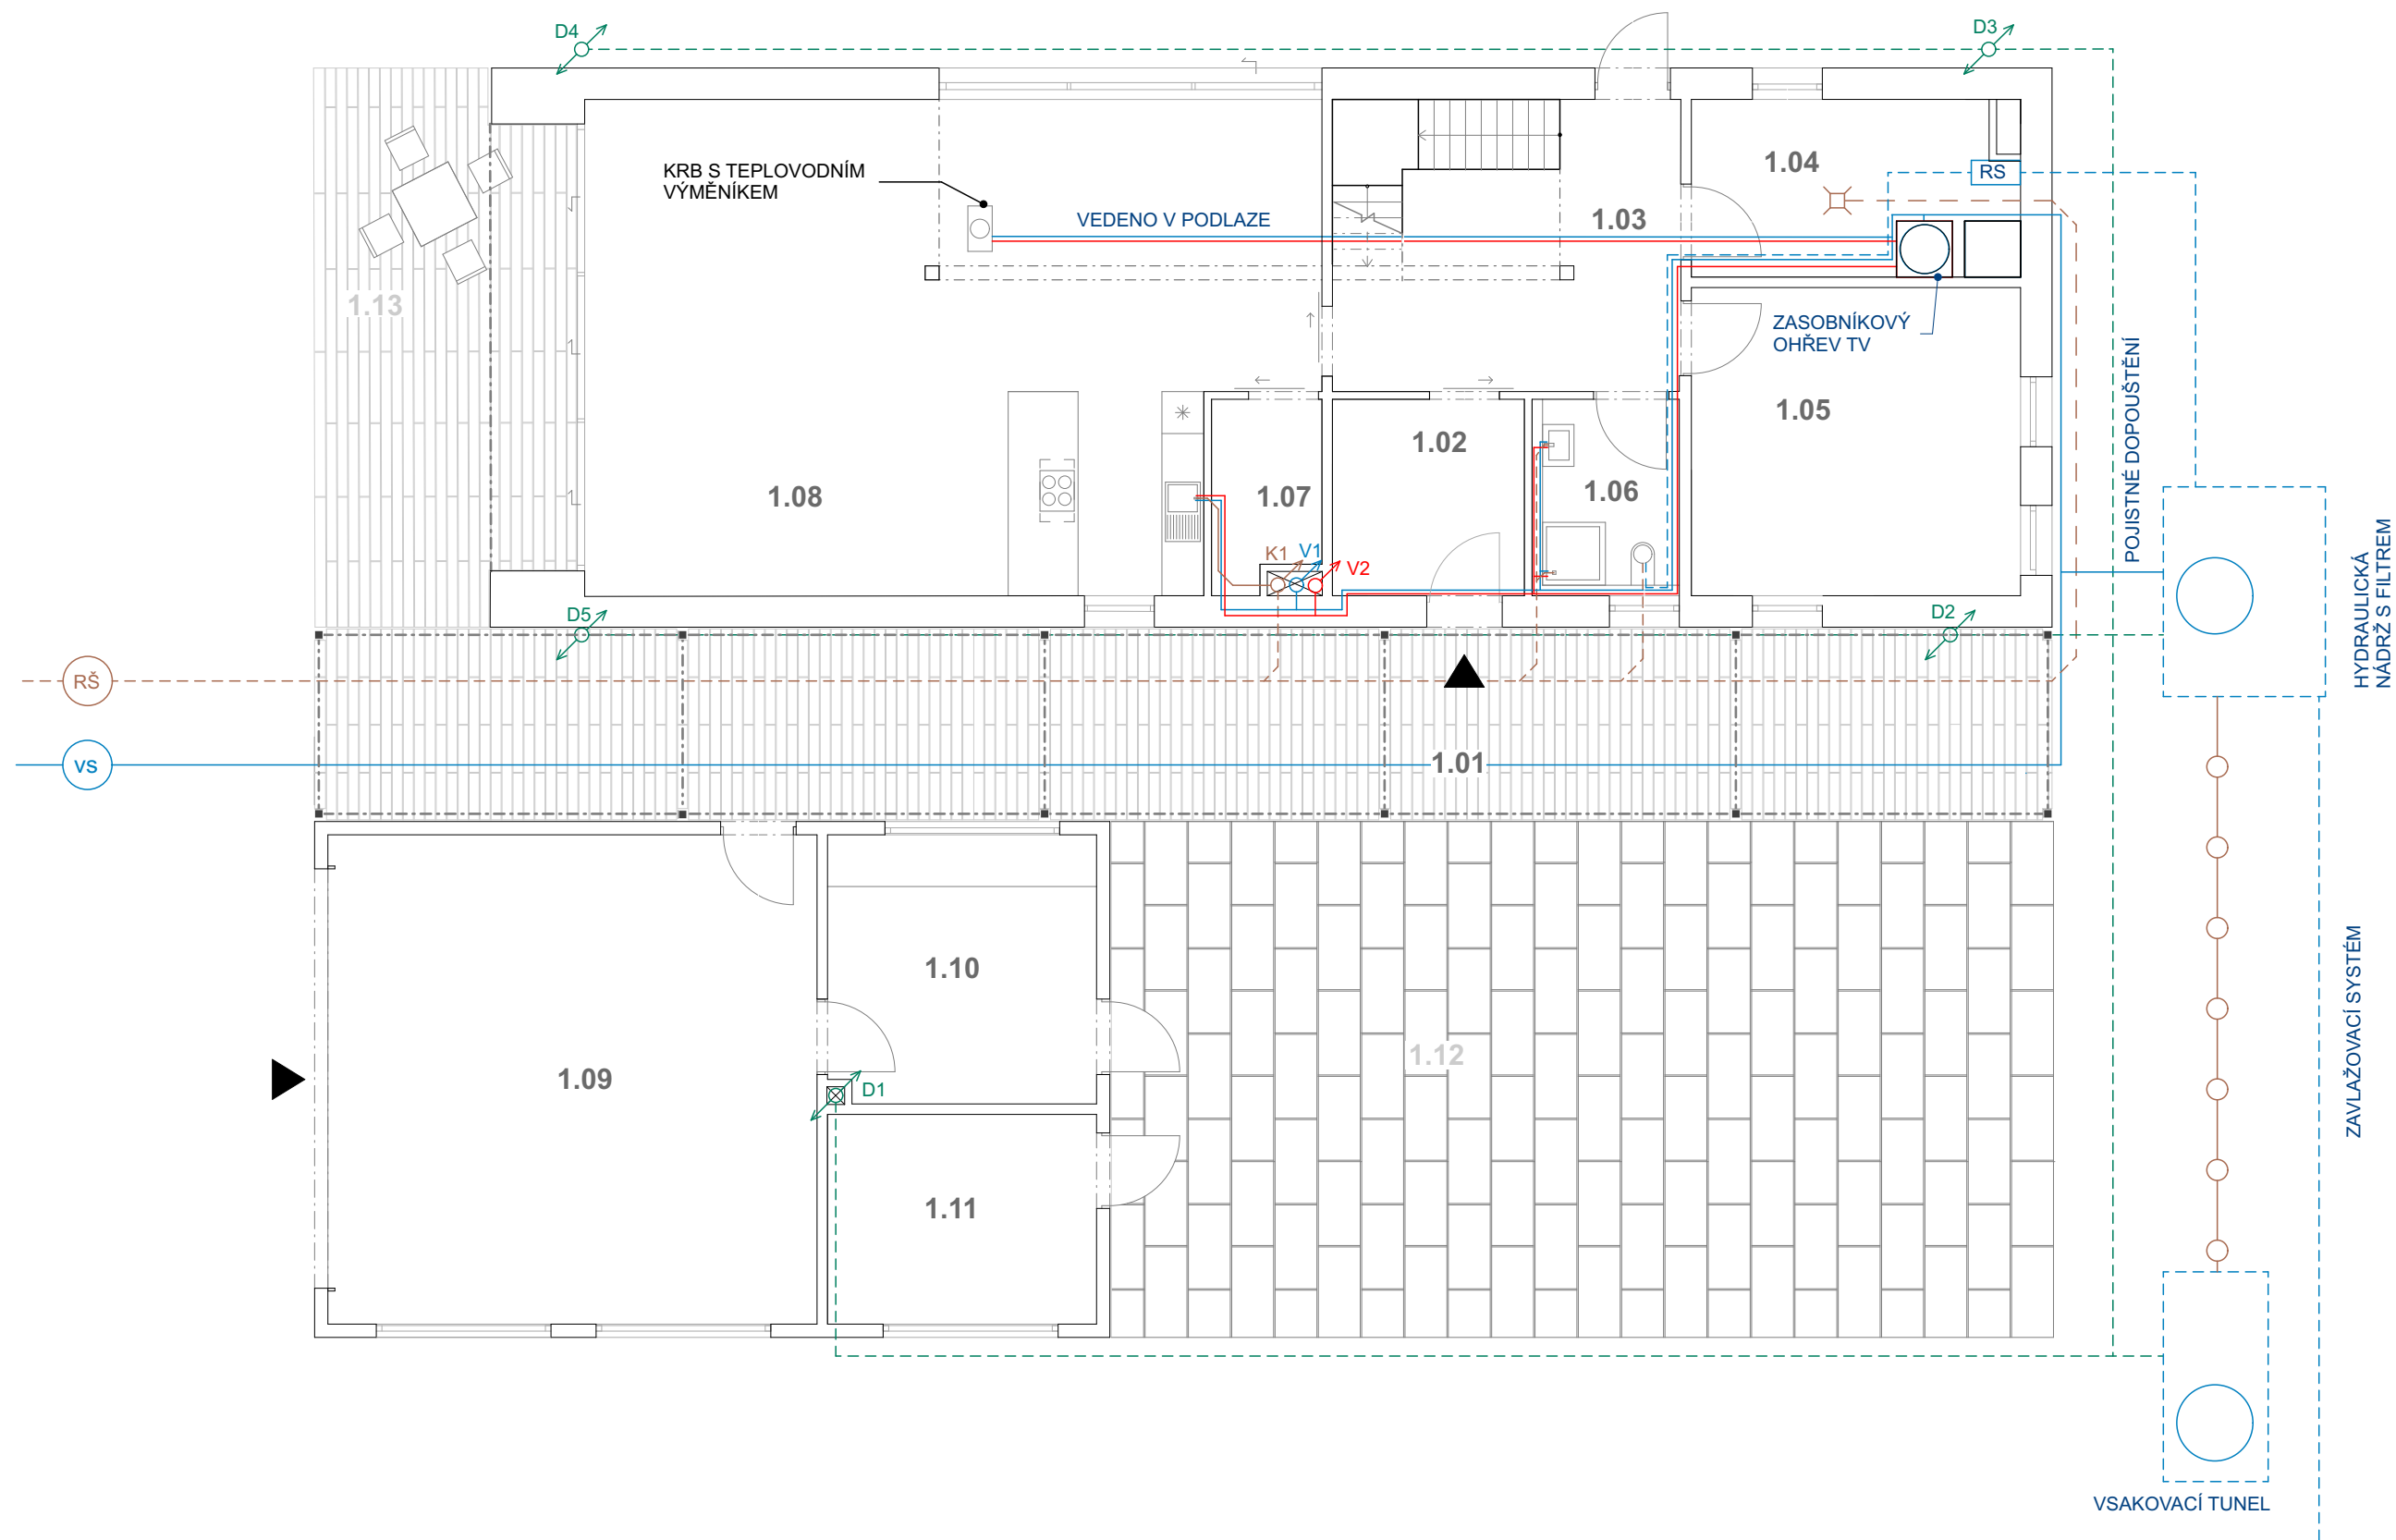 D4
D3
KRB S TEPLOVODNÍM
VÝMĚNÍKEM
1.04
RS
VEDENO V PODLAZE
1.03
1.13
ZASOBNÍKOVÝ
OHŘEV TV
POJISTNÉ DOPOUŠTĚNÍ
1.05
1.02
1.08
1.07
1.06
K1
V1
V2
HYDRAULICKÁ
NÁDRŽ S FILTREM
D5
D2
RŠ
VS
1.01
1.10
1.12
1.09
D1
ZAVLAŽOVACÍ SYSTÉM
1.11
VSAKOVACÍ TUNEL